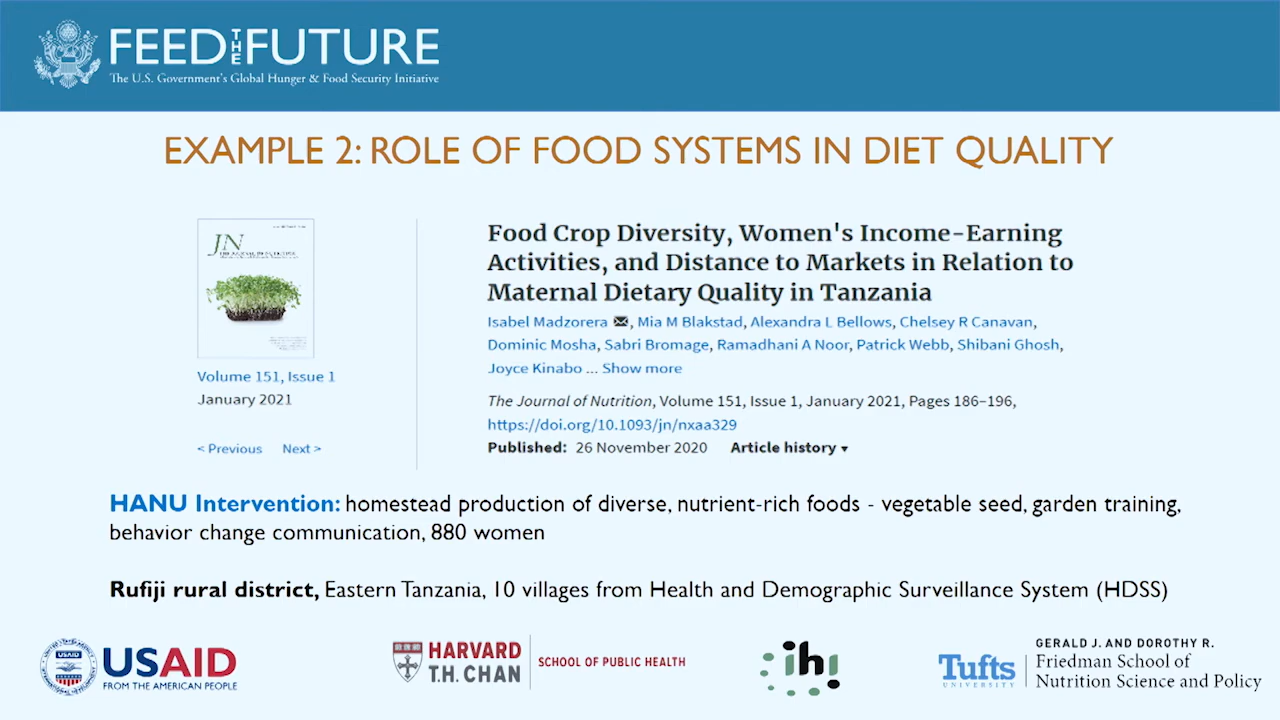 FEED THE FUTURE
The U.S. Government's Global Hunger & Food Security Initiative
EXAMPLE 2: ROLE OF FOOD SYSTEMS IN DIET QUALITY
JN
THE JOURNAL OF NUTRITION
Volume 151, Issue 1
January 2021
< Previous Next >
Food Crop Diversity, Women's Income-Earning
Activities, and Distance to Markets in Relation to
Maternal Dietary Quality in Tanzania
Isabel Madzorera ✉, Mia M Blakstad, Alexandra L Bellows, Chelsey R Canavan,
Dominic Mosha, Sabri Bromage, Ramadhani A Noor, Patrick Webb, Shibani Ghosh,
Joyce Kinabo ... Show more
The Journal of Nutrition, Volume 151, Issue 1, January 2021, Pages 186–196,
https://doi.org/10.1093/jn/nxaa329
Published: 26 November 2020 Article history ▾
HANU Intervention: homestead production of diverse, nutrient-rich foods - vegetable seed, garden training,
behavior change communication, 880 women
Rufiji rural district, Eastern Tanzania, 10 villages from Health and Demographic Surveillance System (HDSS)
USAID
USAID
FROM THE AMERICAN PEOPLE
HARVARD
T.H. CHAN
SCHOOL OF PUBLIC HEALTH
ihi
Tufts
UNIVERSITY
GERALD J. AND DOROTHY R.
Friedman School of
Nutrition Science and Policy